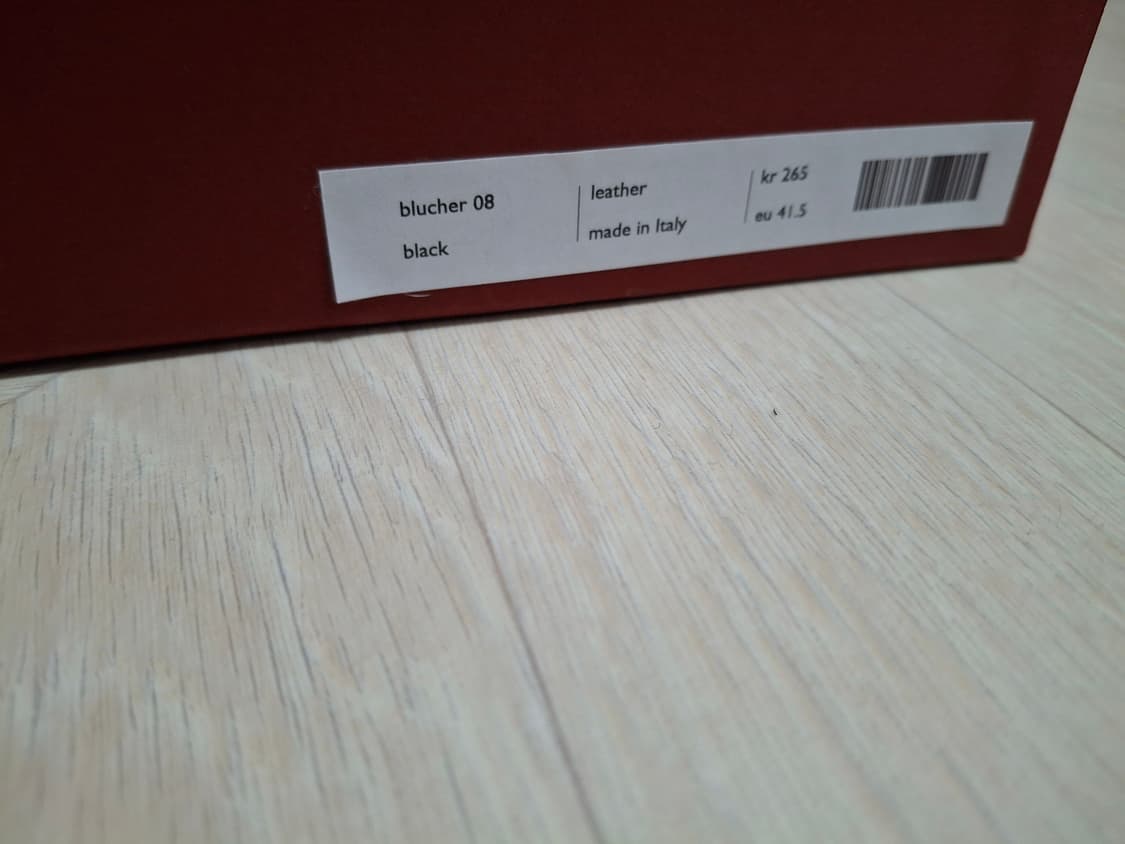 blucher 08
black
leather
made in Italy
kr 265
eu 41.5